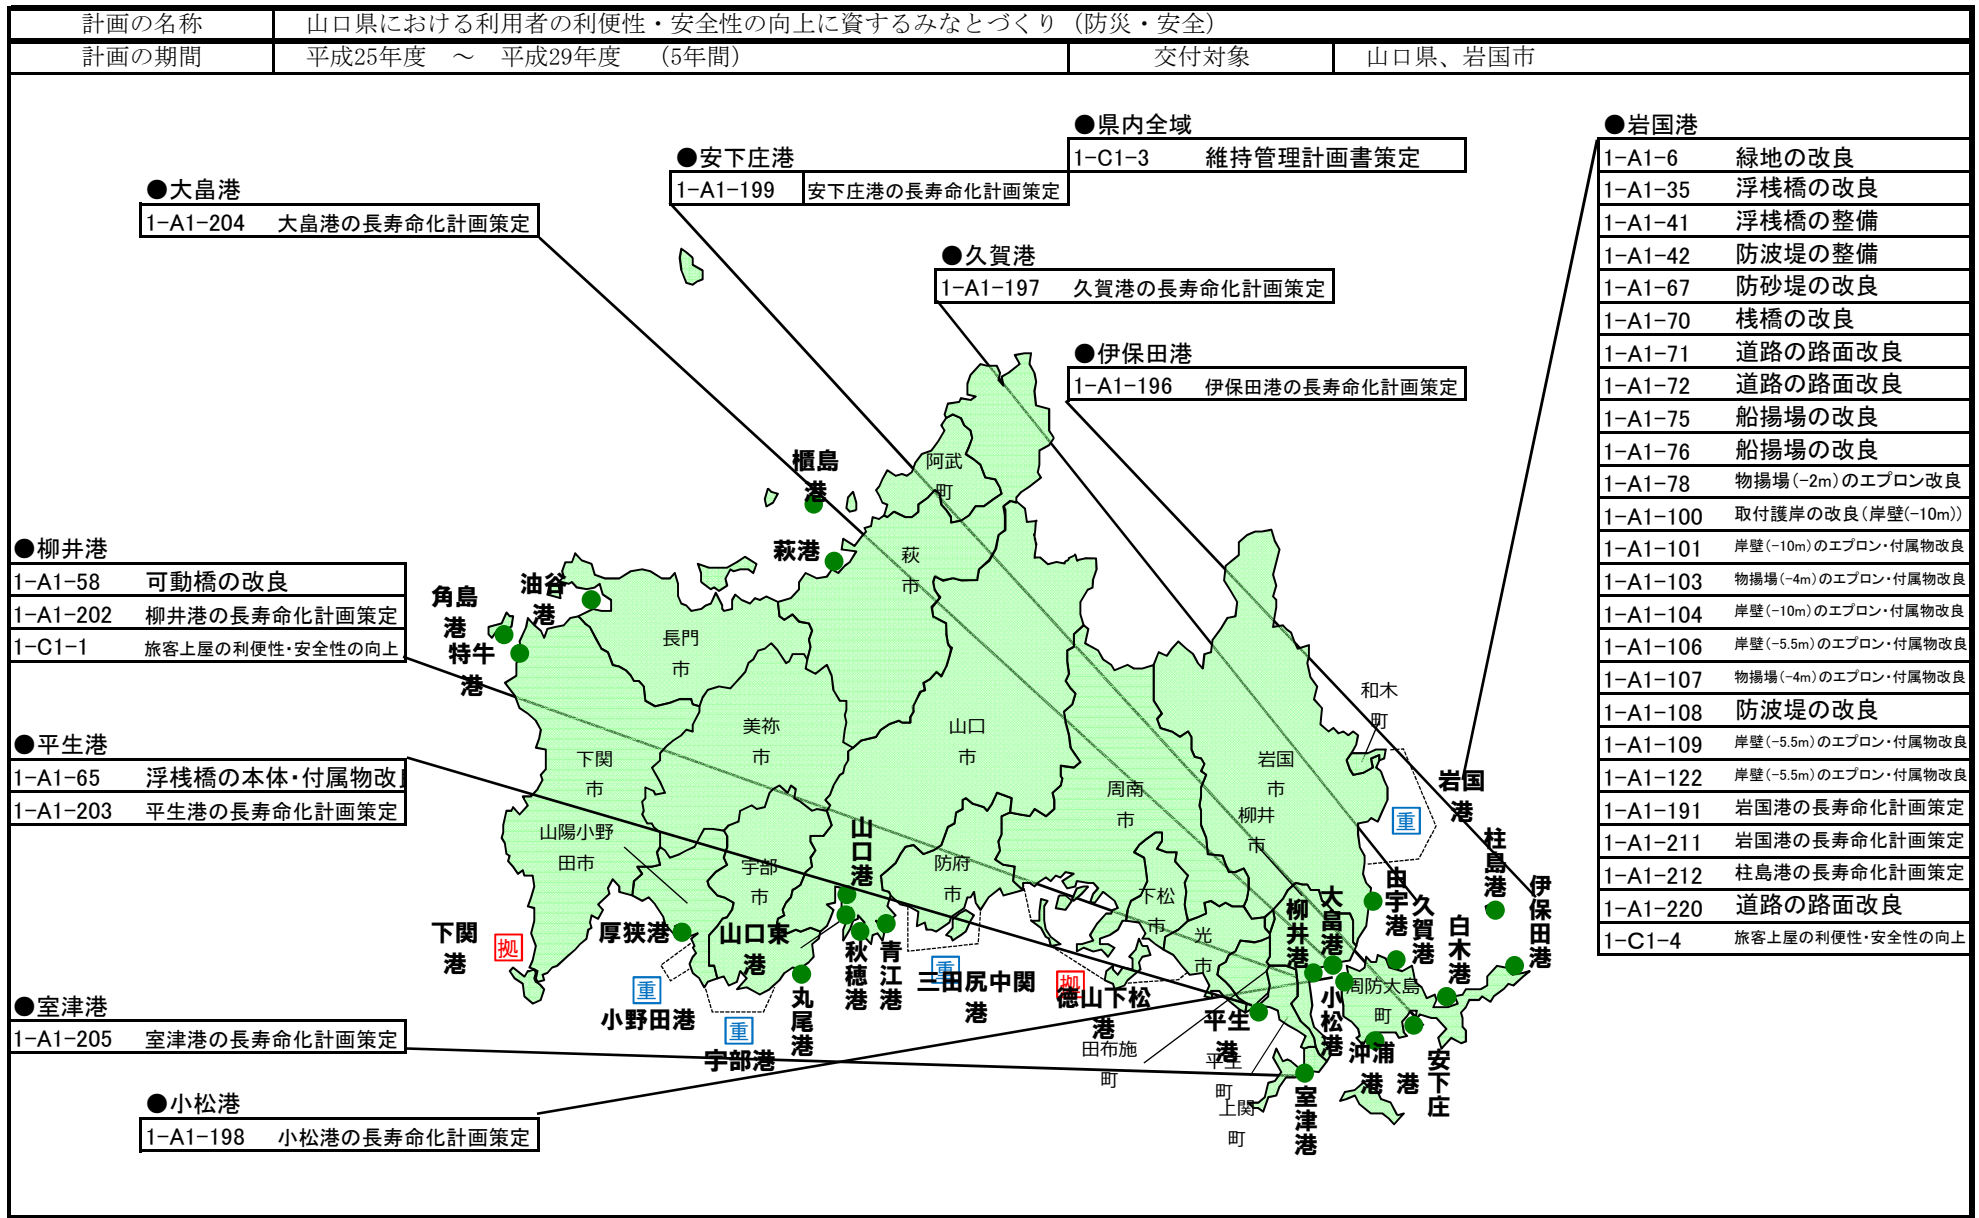 計画の名称 山口県における利用者の利便性・安全性の向上に資するみなとづくり（防災・安全）
計画の期間 平成25年度　～　平成29年度　（5年間） 交付対象 山口県、岩国市
●県内全域
1-C1-3 維持管理計画書策定
●安下庄港
1-A1-199 安下庄港の長寿命化計画策定
●大畠港
1-A1-204 大畠港の長寿命化計画策定
●久賀港
1-A1-197 久賀港の長寿命化計画策定
●伊保田港
1-A1-196 伊保田港の長寿命化計画策定
●岩国港
1-A1-6 緑地の改良
1-A1-35 浮桟橋の改良
1-A1-41 浮桟橋の整備
1-A1-42 防波堤の整備
1-A1-67 防砂堤の改良
1-A1-70 桟橋の改良
1-A1-71 道路の路面改良
1-A1-72 道路の路面改良
1-A1-75 船揚場の改良
1-A1-76 船揚場の改良
1-A1-78 物揚場(-2m)のエプロン改良
1-A1-100 取付護岸の改良(岸壁(-10m))
1-A1-101 岸壁(-10m)のエプロン・付属物改良
1-A1-103 物揚場(-4m)のエプロン・付属物改良
1-A1-104 岸壁(-10m)のエプロン・付属物改良
1-A1-106 岸壁(-5.5m)のエプロン・付属物改良
1-A1-107 物揚場(-4m)のエプロン・付属物改良
1-A1-108 防波堤の改良
1-A1-109 岸壁(-5.5m)のエプロン・付属物改良
1-A1-122 岸壁(-5.5m)のエプロン・付属物改良
1-A1-191 岩国港の長寿命化計画策定
1-A1-211 岩国港の長寿命化計画策定
1-A1-212 柱島港の長寿命化計画策定
1-A1-220 道路の路面改良
1-C1-4 旅客上屋の利便性・安全性の向上
●柳井港
1-A1-58 可動橋の改良
1-A1-202 柳井港の長寿命化計画策定
1-C1-1 旅客上屋の利便性・安全性の向上
●平生港
1-A1-65 浮桟橋の本体・付属物改
1-A1-203 平生港の長寿命化計画策定
●室津港
1-A1-205 室津港の長寿命化計画策定
●小松港
1-A1-198 小松港の長寿命化計画策定
櫃島
港
萩港
油谷
港
角島
港
特牛
港
阿武
町
萩
市
長門
市
美祢
市
山口
市
下関
市
山陽小野
田市
宇部
市
防府
市
周南
市
下松
市
光
市
岩国
市
柳井
市
和木
町
周防大島
町
田布施
町
平生
町
上関
町
下関
港
拠
厚狭港
重
小野田港
重
宇部港
山口東
港
丸尾港
山口港
秋穂港
青江港
重
三田尻中関
港
拠
徳山下松
港
平生
港
柳井港
大畠港
小松港
由宇港
久賀港
白木港
柱島港
伊保田港
岩国
港
重
沖浦
港
安下庄
港
室津港